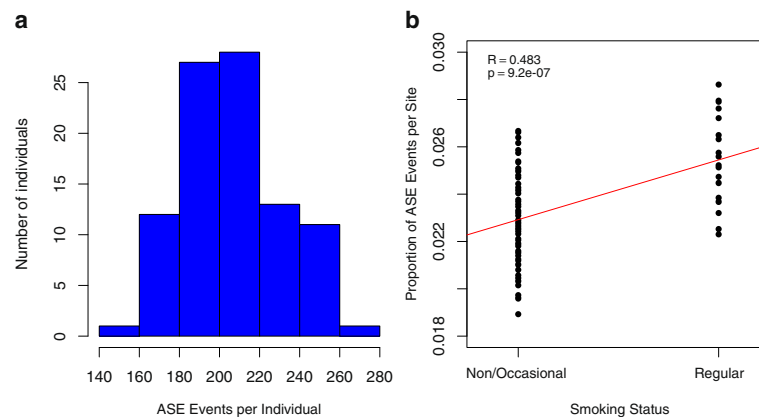 a
Number of individuals
25
20
15
10
5
0
140 160 180 200 220 240 260 280
ASE Events per Individual
b
R = 0.483
p = 9.2e-07
Proportion of ASE Events per Site
0.030
0.026
0.022
0.018
Non/Occasional Regular
Smoking Status